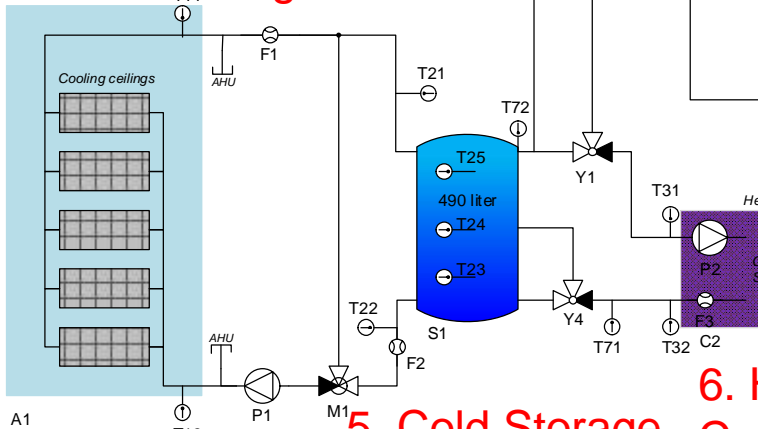 F1
AHU
Cooling ceilings
T21
T72
T25
Y1
490 liter
T31
T24
P2
T23
T22
S1
Y4
F3
F2
T71
T32
C2
AHU
A1
P1
M1
5. Cold Storage
6.